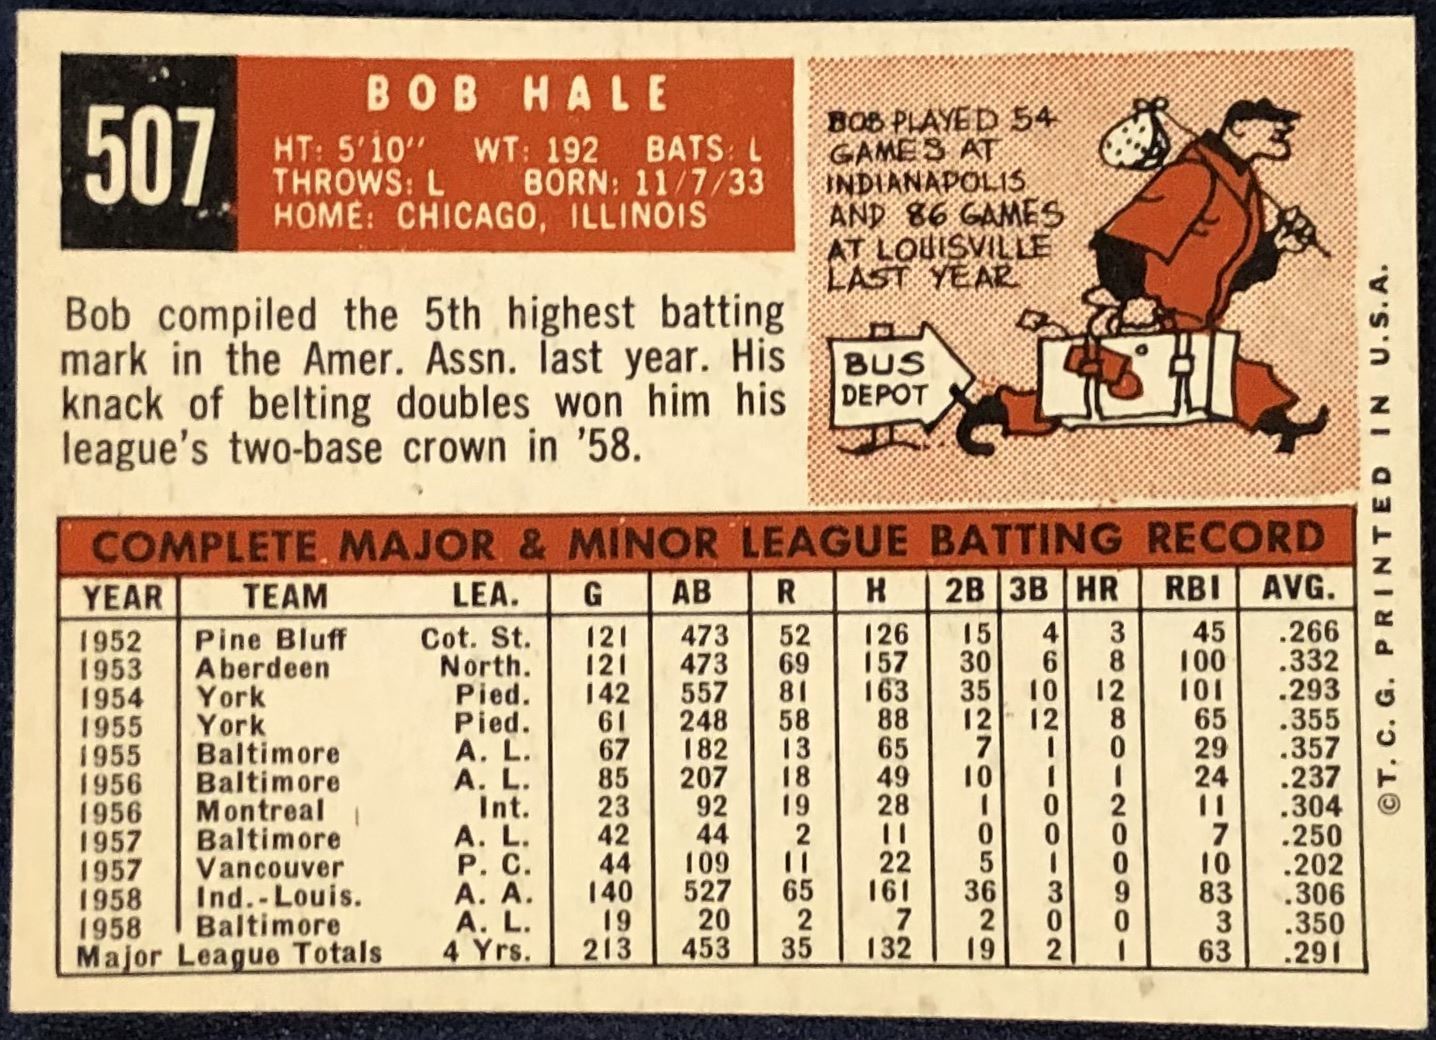 507
BOB HALE
HT: 5'10" WT: 192 BATS: L
THROWS: L BORN: 11/7/33
HOME: CHICAGO, ILLINOIS
BOB PLAYED 54
GAMES AT
INDIANAPOLIS
AND 86 GAMES
AT LOUISVILLE
LAST YEAR
BUS
DEPOT
Bob compiled the 5th highest batting
mark in the Amer. Assn. last year. His
knack of belting doubles won him his
league's two-base crown in '58.
COMPLETE MAJOR & MINOR LEAGUE BATTING RECORD
YEAR TEAM LEA. G AB R H 2B 3B HR RBI AVG.
1952 Pine Bluff Cot. St. 121 473 52 126 15 4 3 45 .266
1953 Aberdeen North. 121 473 69 157 30 6 8 100 .332
1954 York Pied. 142 557 81 163 35 10 12 101 .293
1955 York Pied. 61 248 58 88 12 12 8 65 .355
1955 Baltimore A. L. 67 182 13 65 7 1 0 29 .357
1956 Baltimore A. L. 85 207 18 49 10 1 1 24 .237
1956 Montreal Int. 23 92 19 28 1 0 2 11 .304
1957 Baltimore A. L. 42 44 2 11 0 0 0 7 .250
1957 Vancouver P. C. 44 109 11 22 5 1 0 10 .202
1958 Ind.-Louis. A. A. 140 527 65 161 36 3 9 83 .306
1958 Baltimore A. L. 19 20 2 7 2 0 0 3 .350
Major League Totals 4 Yrs. 213 453 35 132 19 2 1 63 .291
©T. C. G. PRINTED IN U.S.A.